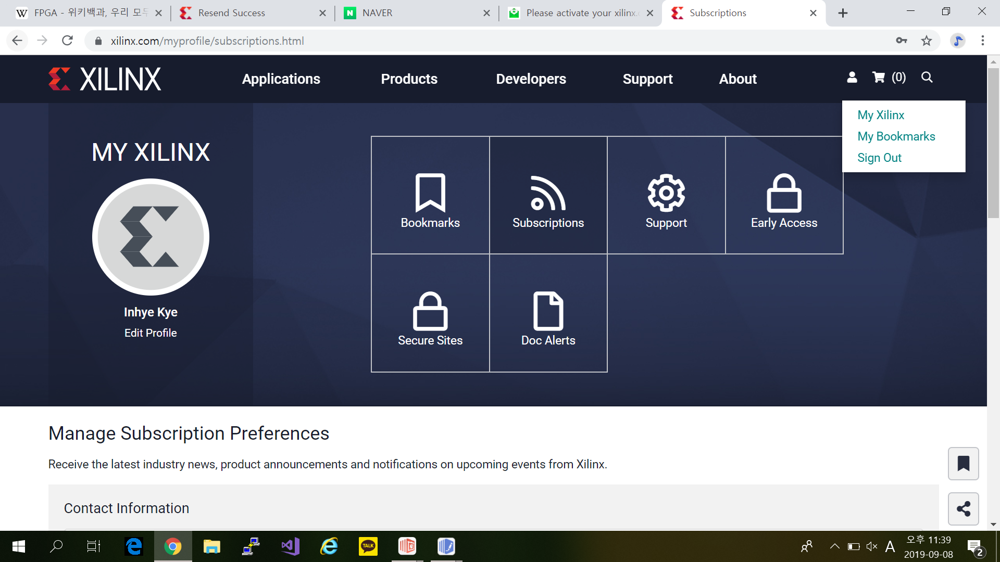 FPGA - 위키백과, 우리 모두
Resend Success
NAVER
Please activate your xilinx.c
Subscriptions
xilinx.com/myprofile/subscriptions.html
XILINX
Applications
Products
Developers
Support
About
(0)
My Xilinx
My Bookmarks
Sign Out
MY XILINX
Inhye Kye
Edit Profile
Bookmarks
Subscriptions
Support
Early Access
Secure Sites
Doc Alerts
Manage Subscription Preferences
Receive the latest industry news, product announcements and notifications on upcoming events from Xilinx.
Contact Information
TALK
A
오후 11:39
2019-09-08
2